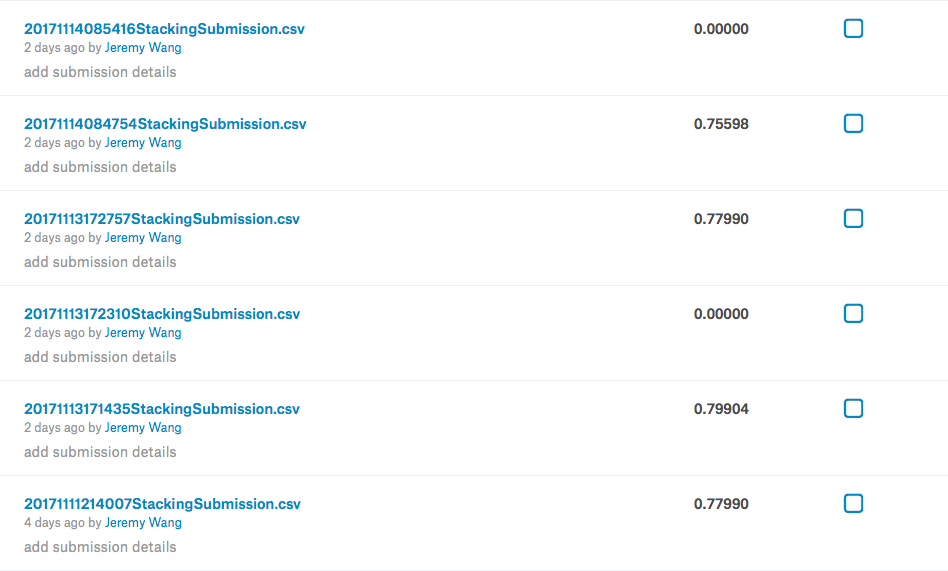 20171114085416StackingSubmission.csv 0.00000
2 days ago by Jeremy Wang
add submission details
20171114084754StackingSubmission.csv 0.75598
2 days ago by Jeremy Wang
add submission details
20171113172757StackingSubmission.csv 0.77990
2 days ago by Jeremy Wang
add submission details
20171113172310StackingSubmission.csv 0.00000
2 days ago by Jeremy Wang
add submission details
20171113171435StackingSubmission.csv 0.79904
2 days ago by Jeremy Wang
add submission details
20171111214007StackingSubmission.csv 0.77990
4 days ago by Jeremy Wang
add submission details